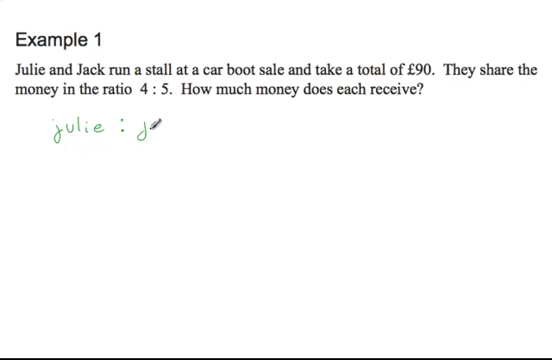 Example 1
Julie and Jack run a stall at a car boot sale and take a total of £90. They share the
money in the ratio 4 : 5. How much money does each receive?
julie : j